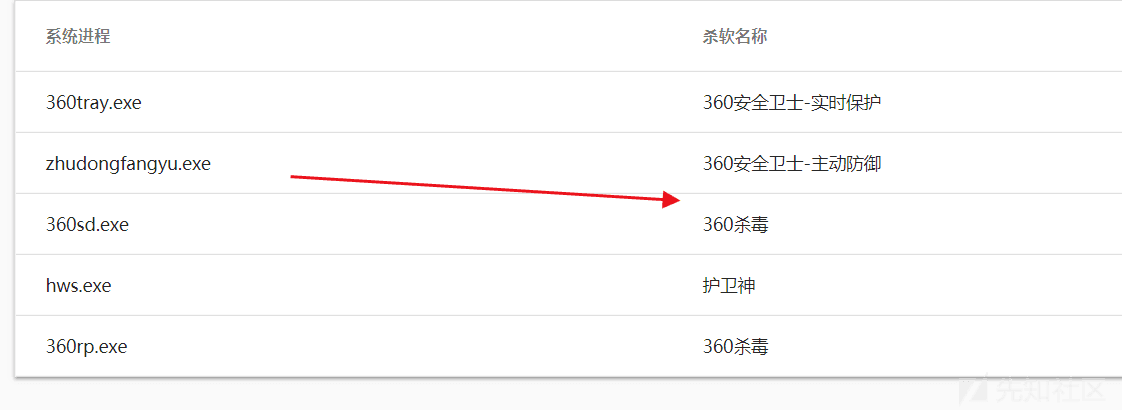 系统进程 杀软名称
360tray.exe 360安全卫士-实时保护
zhudongfangyu.exe 360安全卫士-主动防御
360sd.exe 360杀毒
hws.exe 护卫神
360rp.exe 360杀毒
先知社区